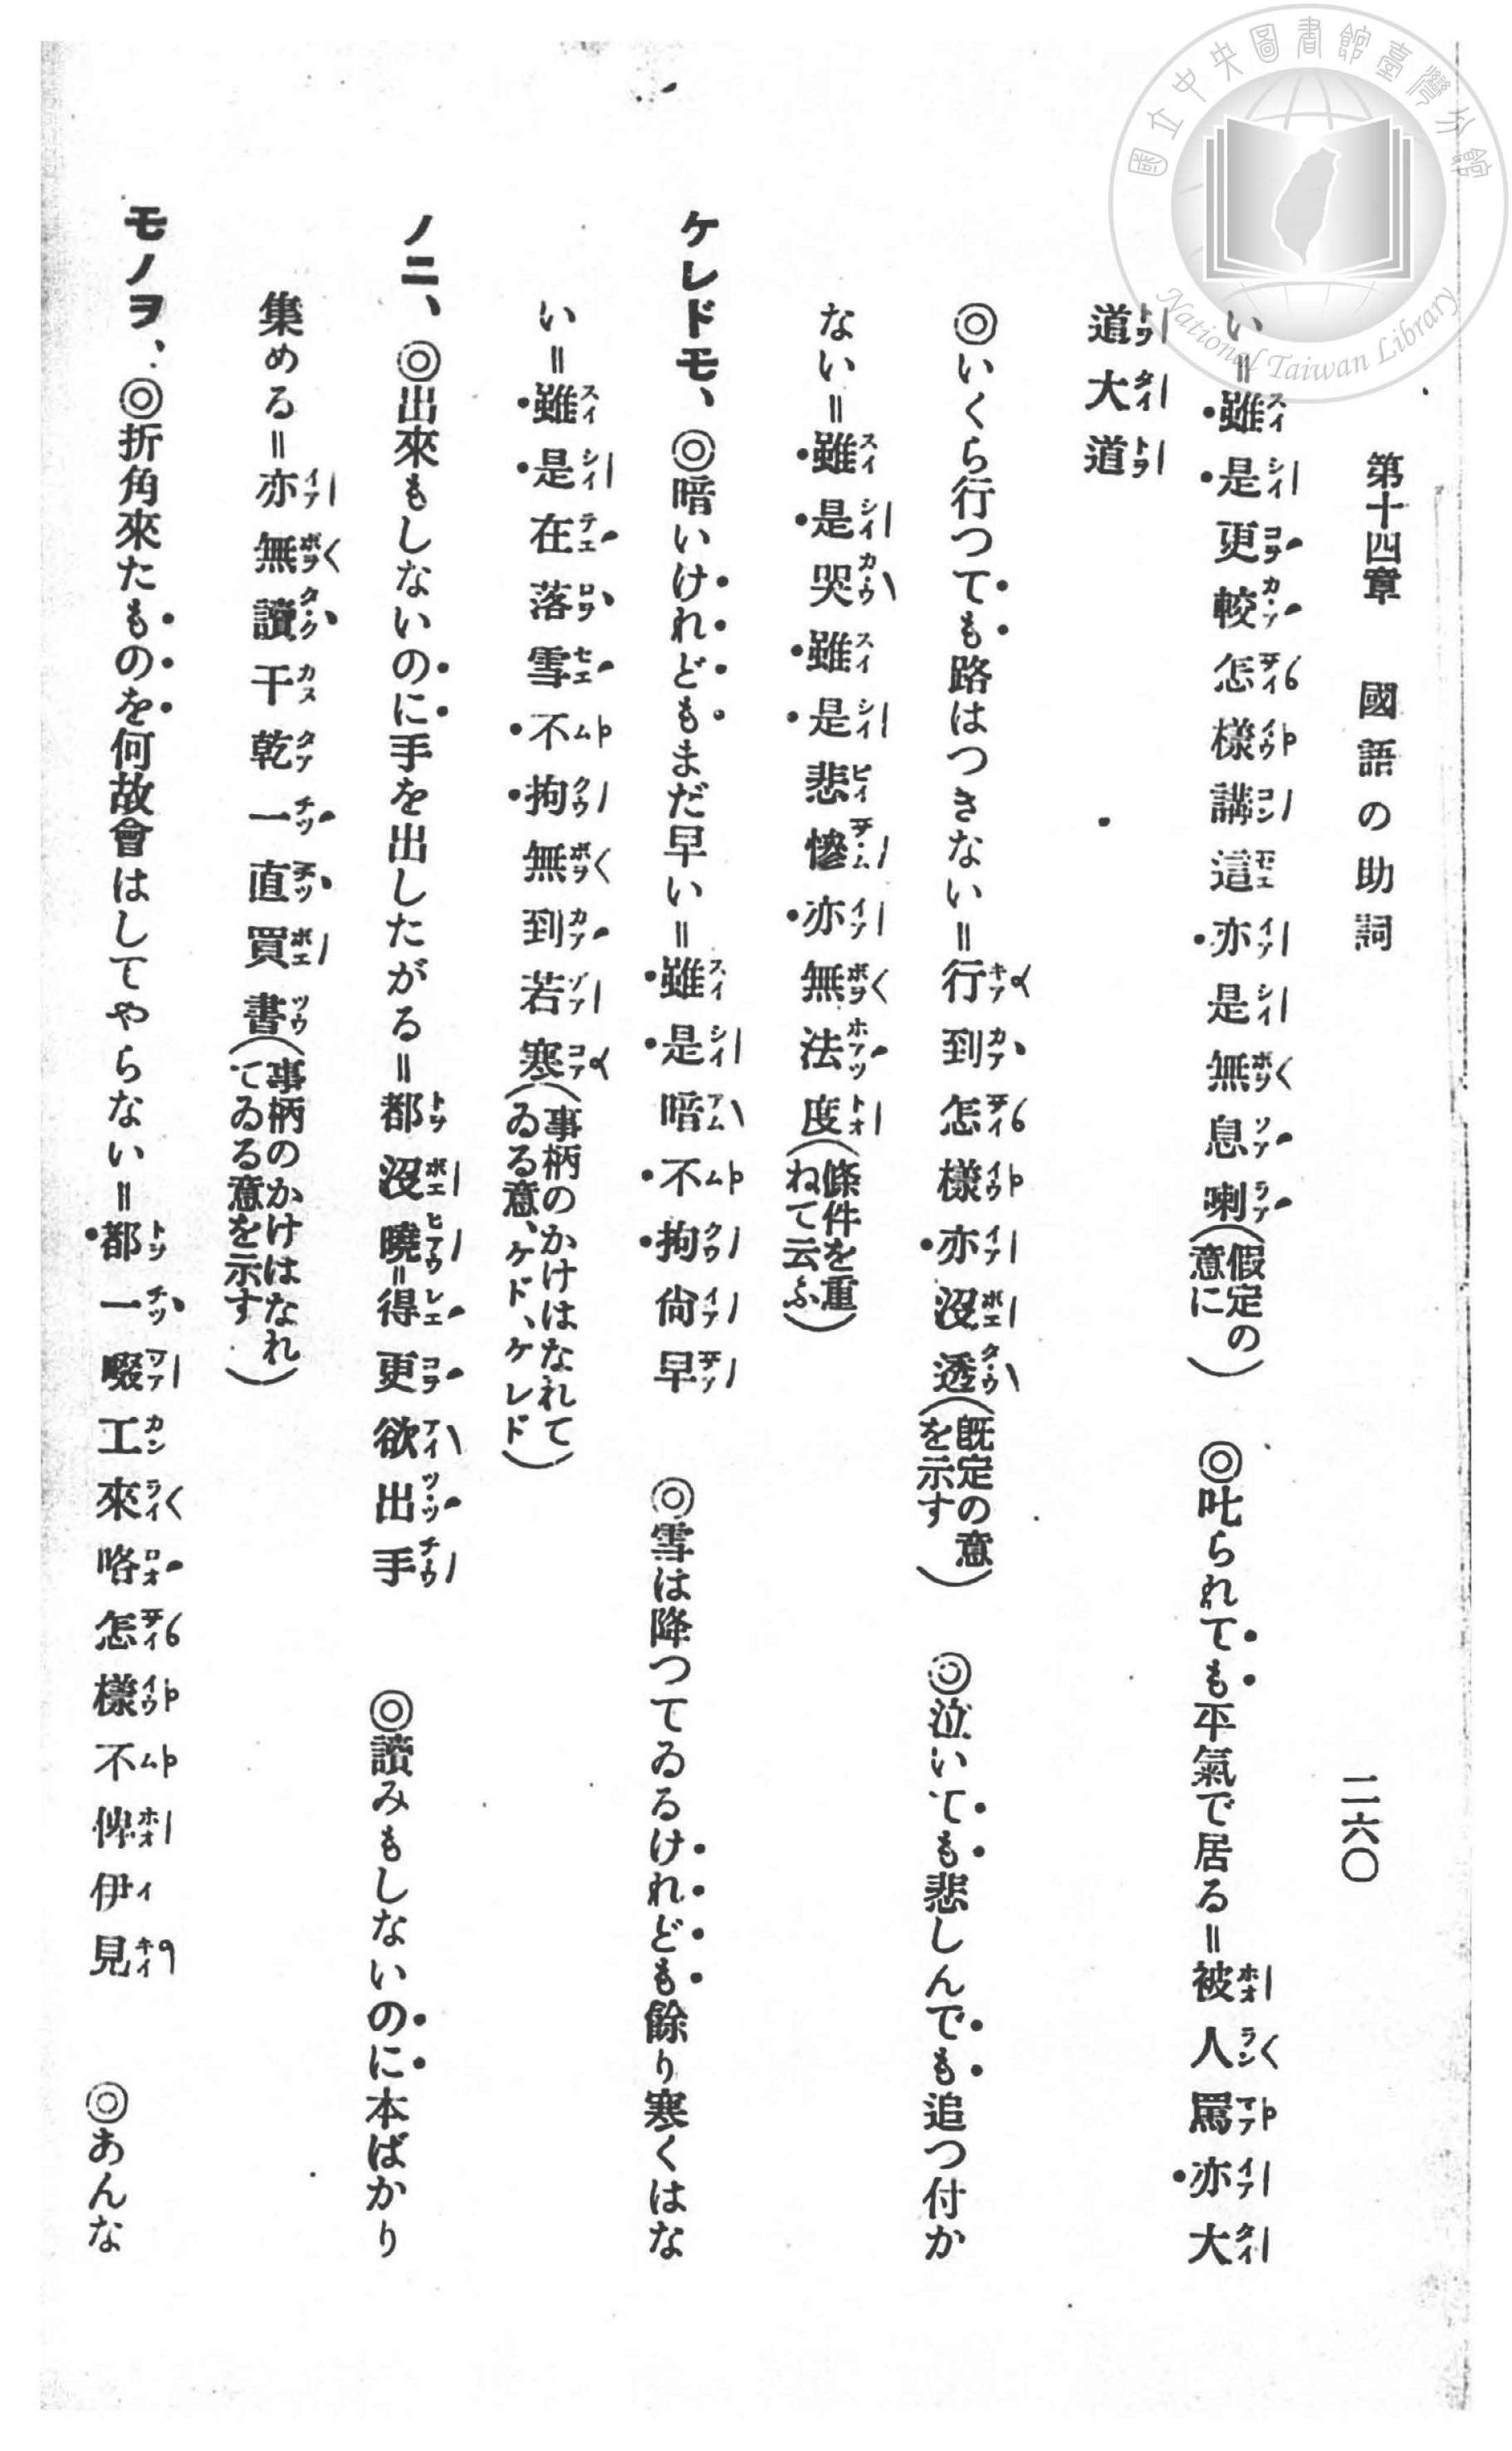 國立中央圖書館臺灣分館
National Taiwan Library
第十四章 國語の助詞 二六〇
い=雖是更較怎樣講這亦是無息喇(假定の意に) ◎叱られても平氣で居る=被人罵亦大
道大道
◎いくら行つても路はつきない=行到怎樣亦沒透(既定の意を示す) ◎泣いても悲しんでも追つ付か
ない=雖是哭雖是悲慘亦無法度(條件を重ねて云ふ)
ケレドモ、◎暗いけれどもまだ早い=雖是暗不拘尙早 ◎雪は降つてゐるけれども餘り寒くはな
い=雖是在落雪不拘無到若寒(事柄のかけはなれてゐる意、ケド、ケレド)
ノニ、◎出來もしないのに手を出したがる=都沒曉=得更欲出手 ◎讀みもしないのに本ばかり
集める=亦無讀干乾一直買書(事柄のかけはなれてゐる意を示す)
モノヲ、◎折角來たものを何故會はしてやらない=都一啜工來咯怎樣不俾伊見 ◎あんな